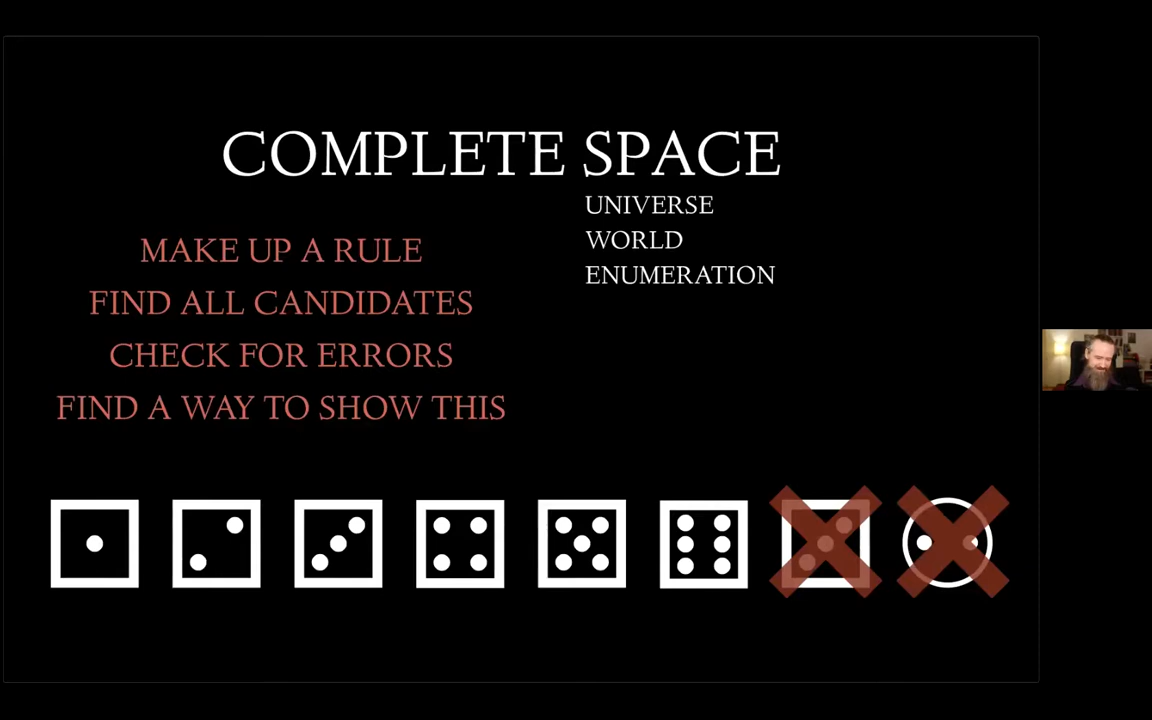 COMPLETE SPACE
UNIVERSE
WORLD
ENUMERATION
MAKE UP A RULE
FIND ALL CANDIDATES
CHECK FOR ERRORS
FIND A WAY TO SHOW THIS